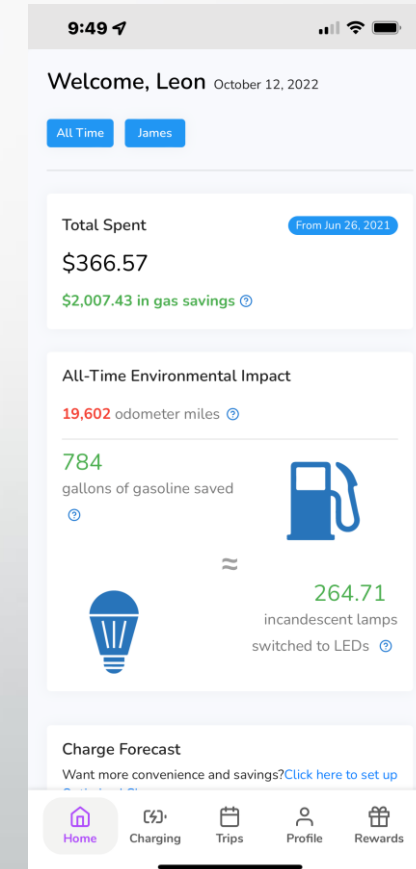 9:49
Welcome, Leon October 12, 2022
All Time James
Total Spent From Jun 26, 2021
$366.57
$2,007.43 in gas savings
All-Time Environmental Impact
19,602 odometer miles
784
gallons of gasoline saved
≈
264.71
incandescent lamps
switched to LEDs
Charge Forecast
Want more convenience and savings?Click here to set up
Home Charging Trips Profile Rewards